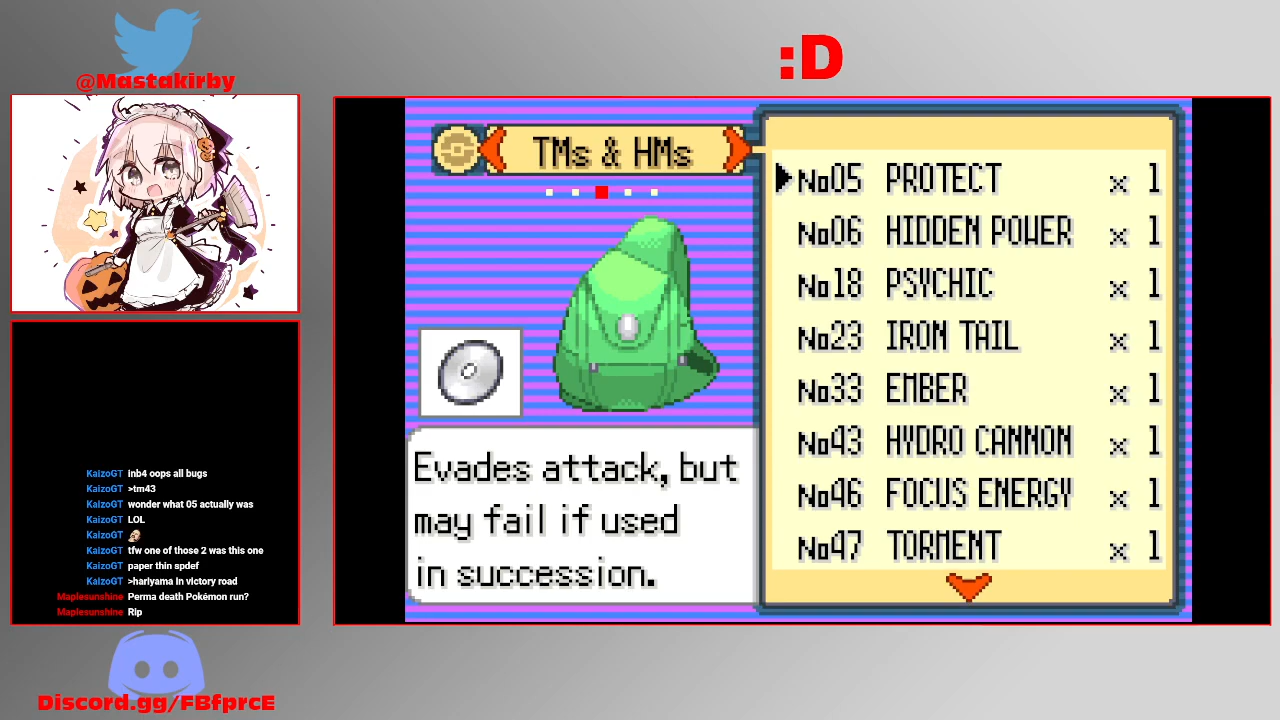 @Mastakirby
:D
TMs & HMs
No05 PROTECT x 1
No06 HIDDEN POWER x 1
No18 PSYCHIC x 1
No23 IRON TAIL x 1
No33 EMBER x 1
No43 HYDRO CANNON x 1
No46 FOCUS ENERGY x 1
No47 TORMENT x 1
Evades attack, but
may fail if used
in succession.
KaizoGT inb4 oops all bugs
KaizoGT >tm43
KaizoGT wonder what 05 actually was
KaizoGT LOL
KaizoGT
KaizoGT tfw one of those 2 was this one
KaizoGT paper thin spdef
KaizoGT >hariyama in victory road
Maplesunshine Perma death Pokémon run?
Maplesunshine Rip
Discord.gg/FBfprcE